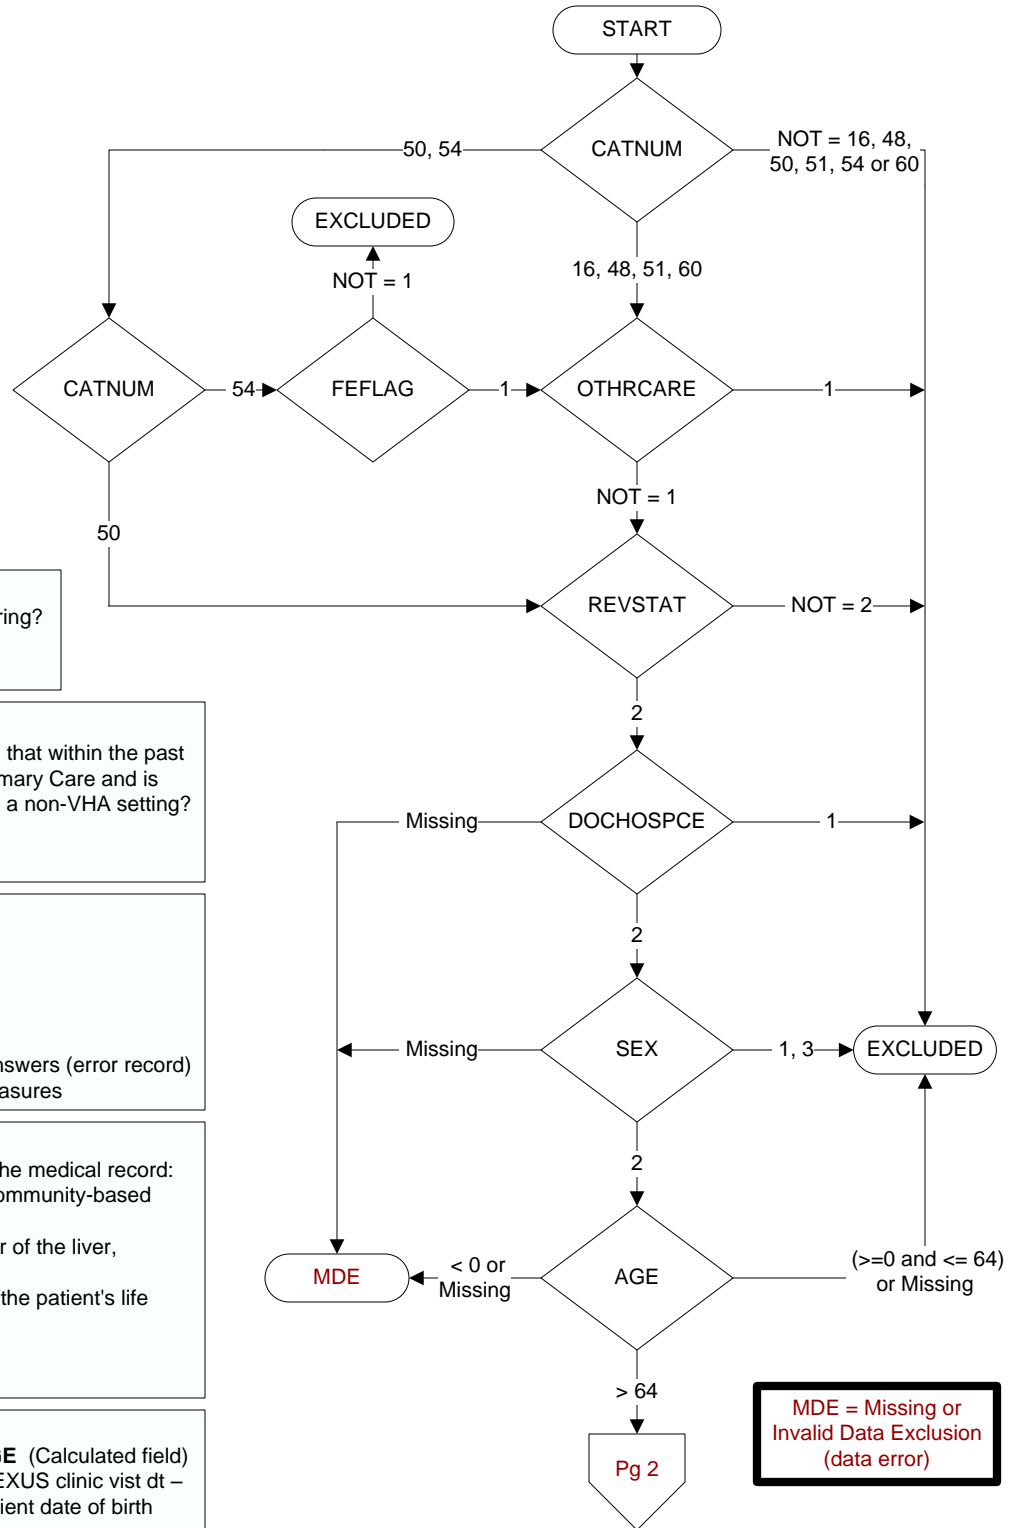 START
CATNUM
50, 54
NOT = 16, 48,
50, 51, 54 or 60
EXCLUDED
NOT = 1
16, 48, 51, 60
CATNUM
54
FEFLAG
1
OTHRCARE
1
NOT = 1
50
REVSTAT
NOT = 2
2
ring?
that within the past
mary Care and is
a non-VHA setting?
Missing
DOCHOSPCE
1
2
nswers (error record)
asures
Missing
SEX
1, 3
EXCLUDED
2
he medical record:
ommunity-based
r of the liver,
the patient's life
MDE
< 0 or
Missing
AGE
(>=0 and <= 64)
or Missing
> 64
Pg 2
MDE = Missing or
Invalid Data Exclusion
(data error)
GE (Calculated field)
EXUS clinic vist dt –
ient date of birth